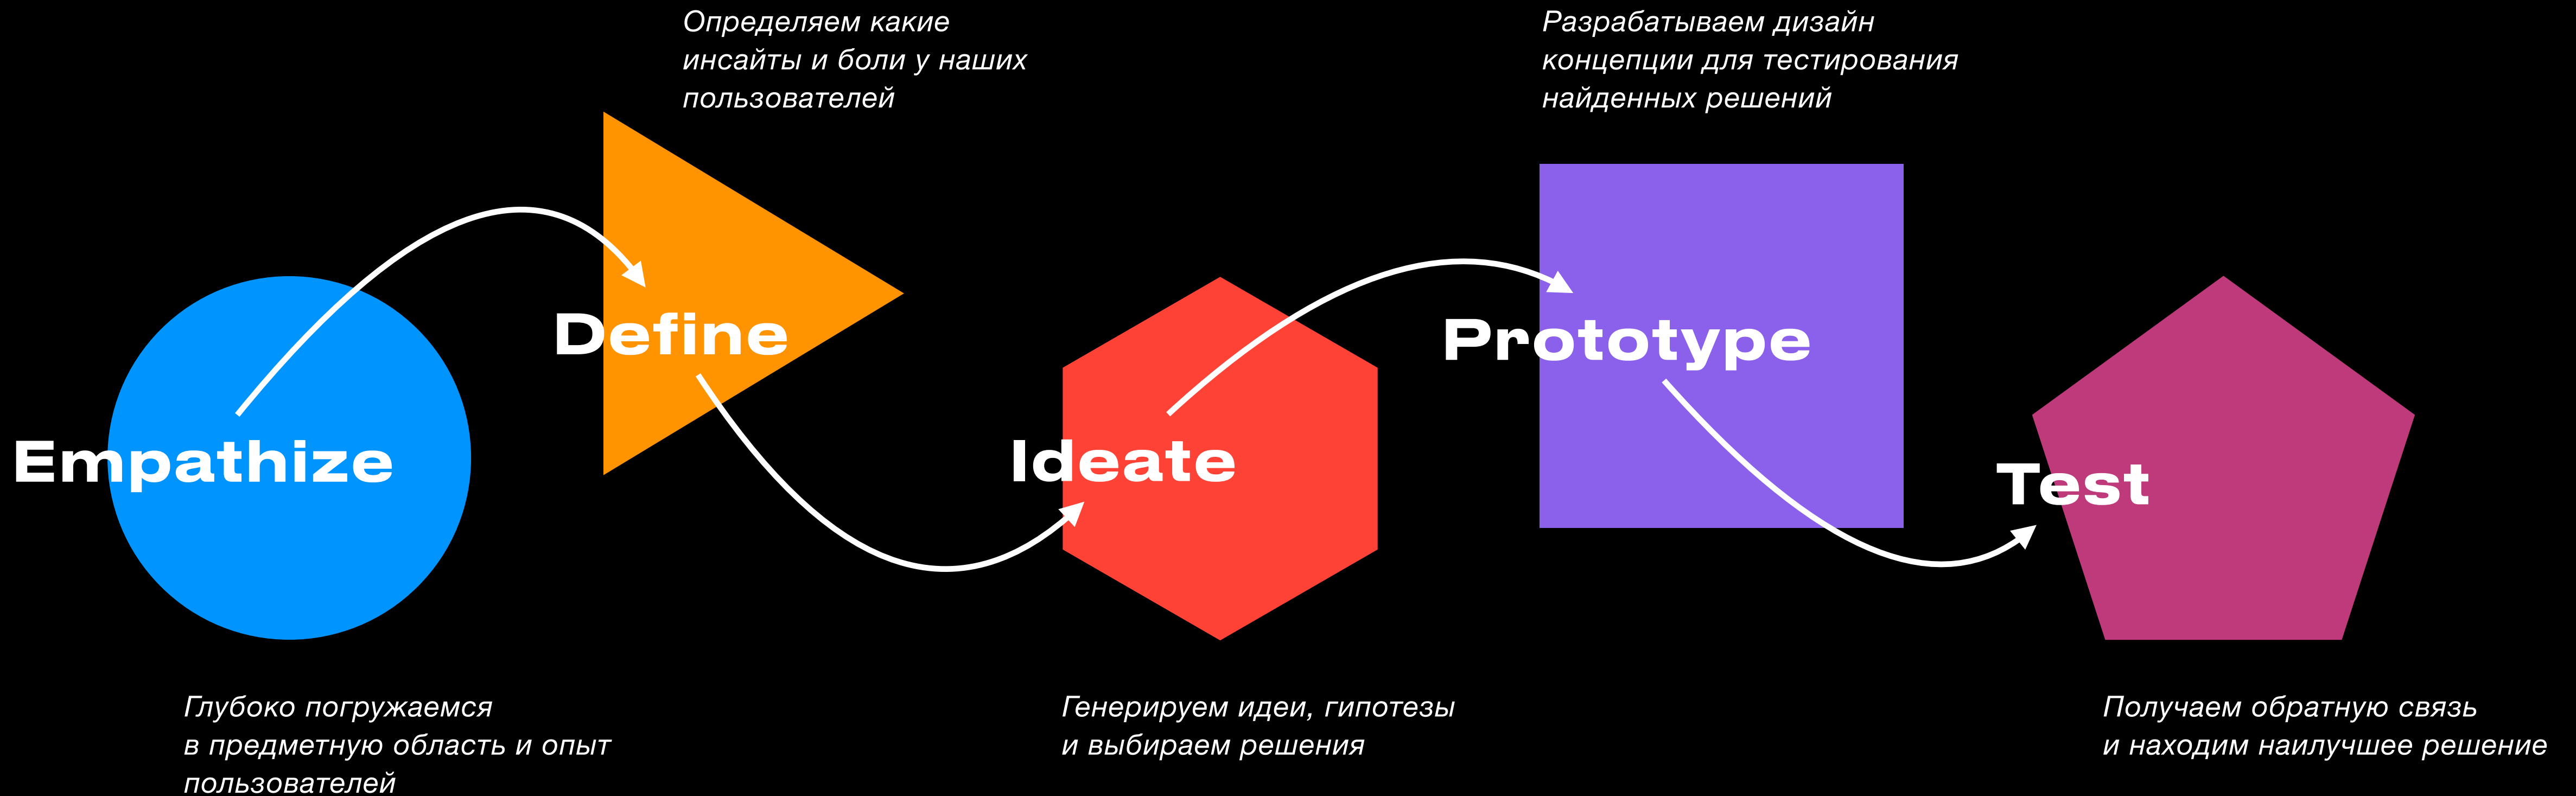 Определяем какие
инсайты и боли у наших
пользователей
Разрабатываем дизайн
концепции для тестирования
найденных решений
Empathize
Define
Ideate
Prototype
Test
Глубоко погружаемся
в предметную область и опыт
пользователей
Генерируем идеи, гипотезы
и выбираем решения
Получаем обратную связь
и находим наилучшее решение